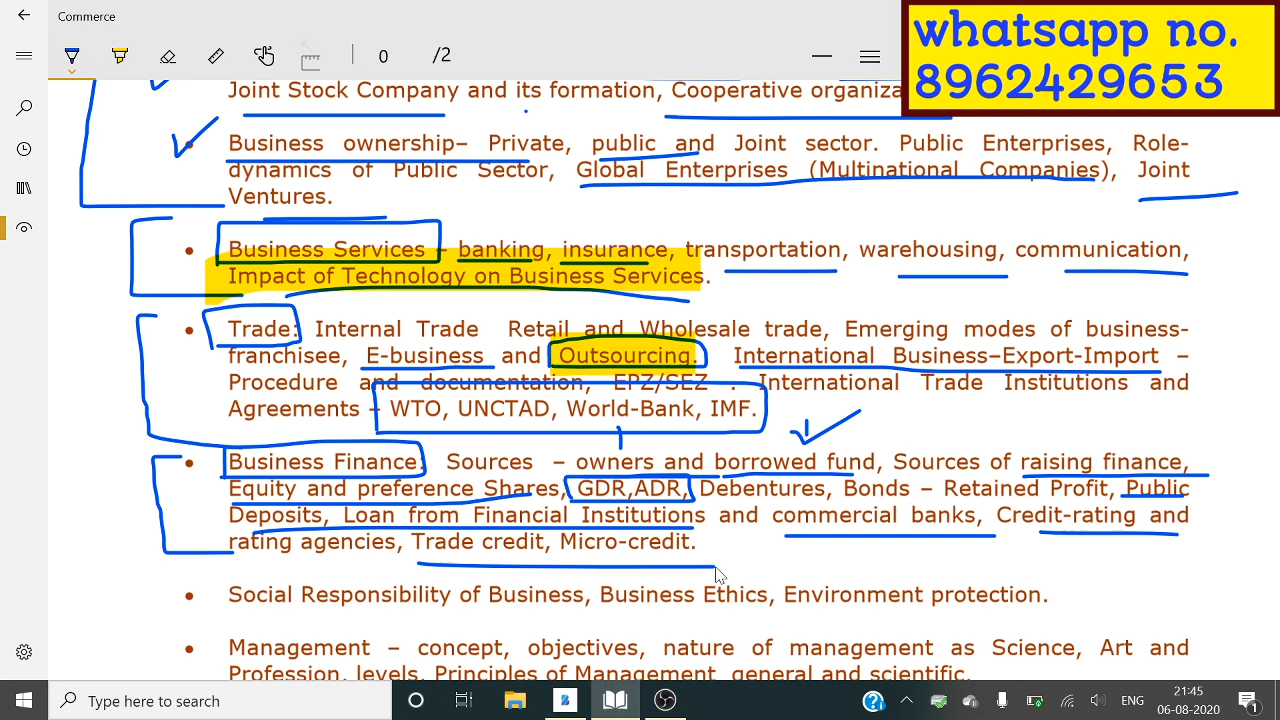 Commerce
0 /2
whatsapp no.
8962429653
Joint Stock Company and its formation, Cooperative
Business ownership– Private, public and Joint sector. Public Enterprises, Role-
dynamics of Public Sector, Global Enterprises (Multinational Companies), Joint
Ventures.
Business Services – banking, insurance, transportation, warehousing, communication,
Impact of Technology on Business Services.
Trade: Internal Trade Retail and Wholesale trade, Emerging modes of business-
franchisee, E-business and Outsourcing. International Business–Export-Import –
Procedure and documentation, EPZ/SEZ . International Trade Institutions and
Agreements – WTO, UNCTAD, World-Bank, IMF.
Business Finance: Sources – owners and borrowed fund, Sources of raising finance,
Equity and preference Shares, GDR,ADR, Debentures, Bonds – Retained Profit, Public
Deposits, Loan from Financial Institutions and commercial banks, Credit-rating and
rating agencies, Trade credit, Micro-credit.
Social Responsibility of Business, Business Ethics, Environment protection.
Management – concept, objectives, nature of management as Science, Art and
Profession, levels, Principles of Management general and scientific.
Type here to search
ENG
21:45
06-08-2020
1